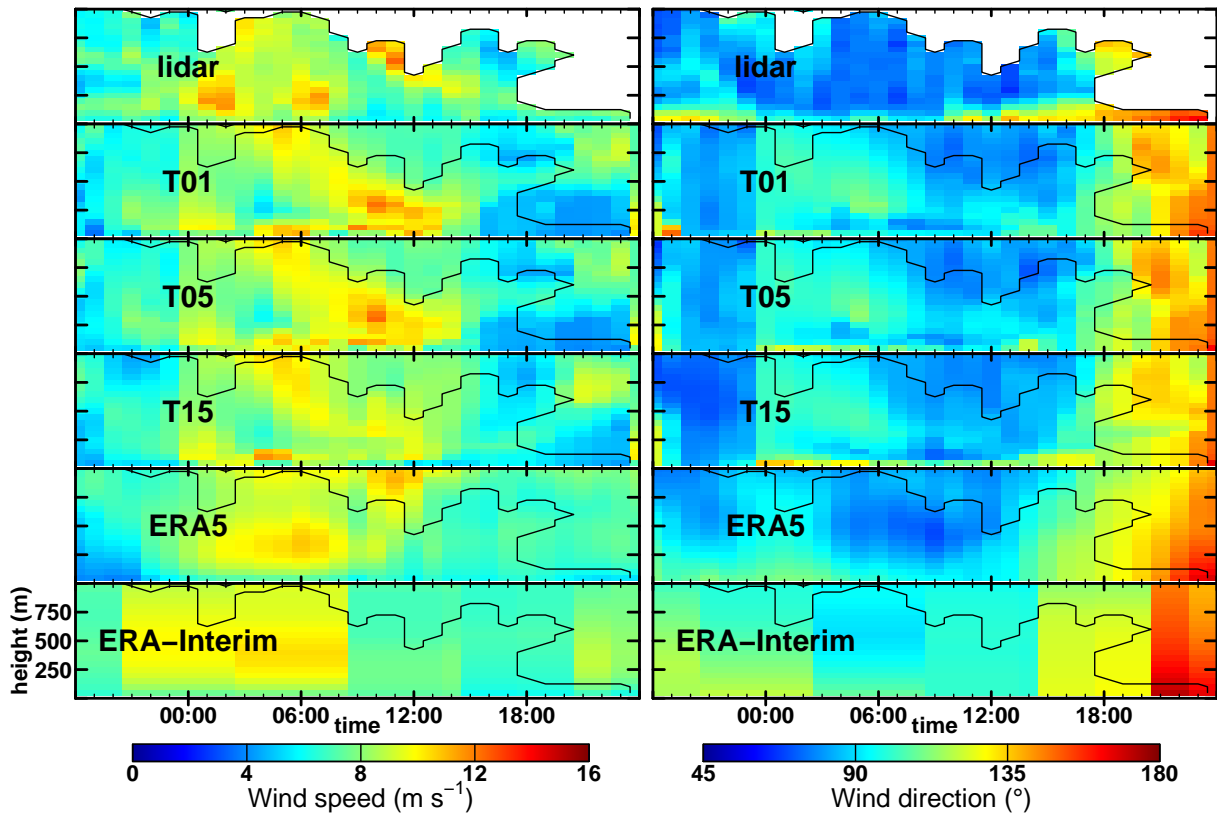 lidar lidar
T01 T01
T05 T05
T15 T15
ERA5 ERA5
ERA−Interim ERA−Interim
height (m)
750
500
250
00:00 06:00 12:00 18:00 00:00 06:00 12:00 18:00
time time
0 4 8 12 16 45 90 135 180
Wind speed (m s⁻¹) Wind direction (°)